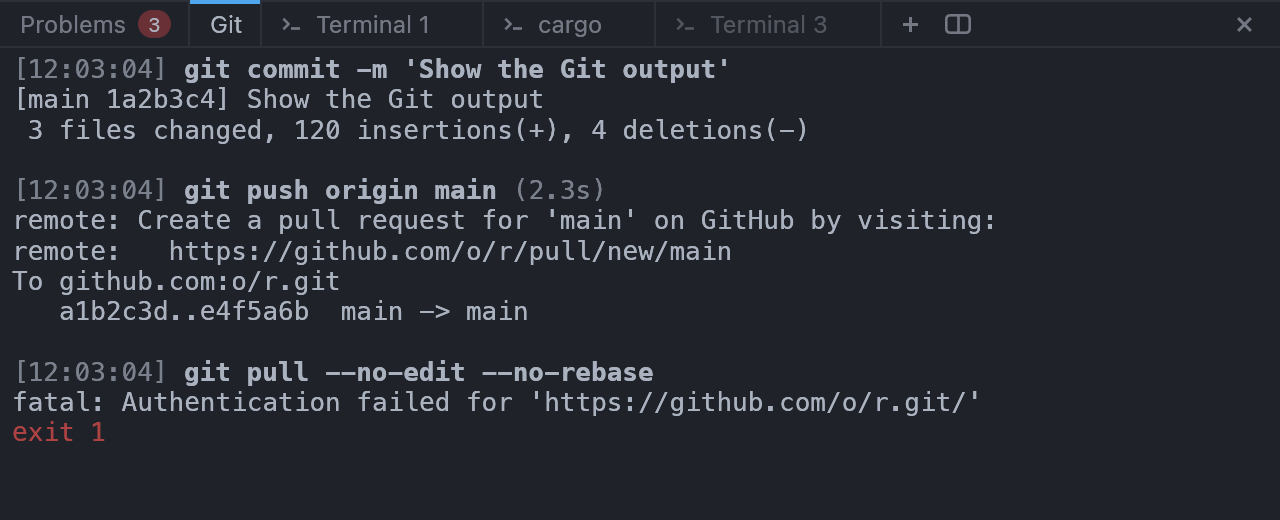 Problems 3 Git Terminal 1 cargo Terminal 3
[12:03:04] git commit -m 'Show the Git output'
[main 1a2b3c4] Show the Git output
 3 files changed, 120 insertions(+), 4 deletions(-)

[12:03:04] git push origin main (2.3s)
remote: Create a pull request for 'main' on GitHub by visiting:
remote:   https://github.com/o/r/pull/new/main
To github.com:o/r.git
   a1b2c3d..e4f5a6b  main -> main

[12:03:04] git pull --no-edit --no-rebase
fatal: Authentication failed for 'https://github.com/o/r.git/'
exit 1